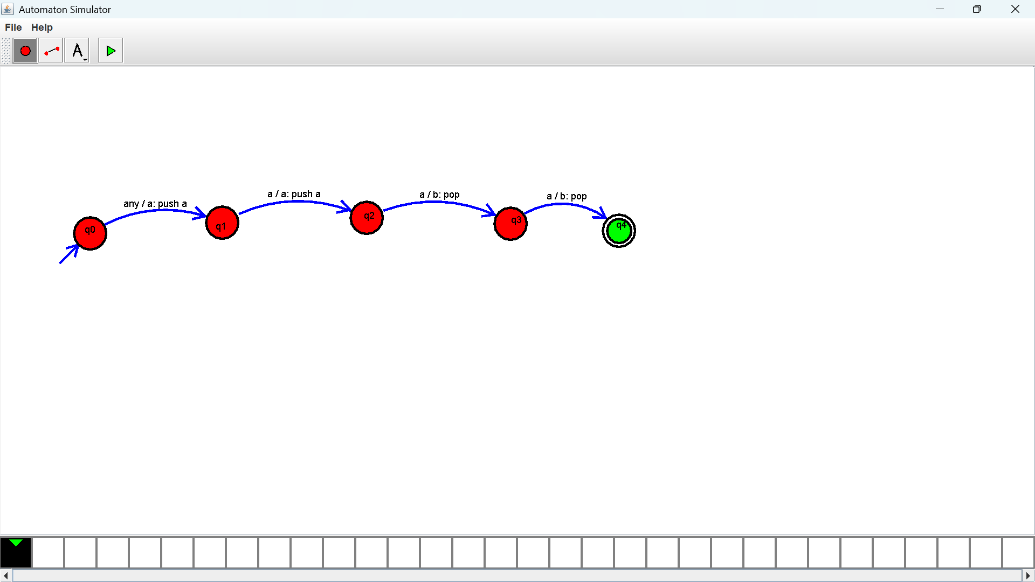 Automaton Simulator
File Help
A
any / a: push a
a / a: push a
a / b: pop
a / b: pop
q0
q1
q2
q3
q4